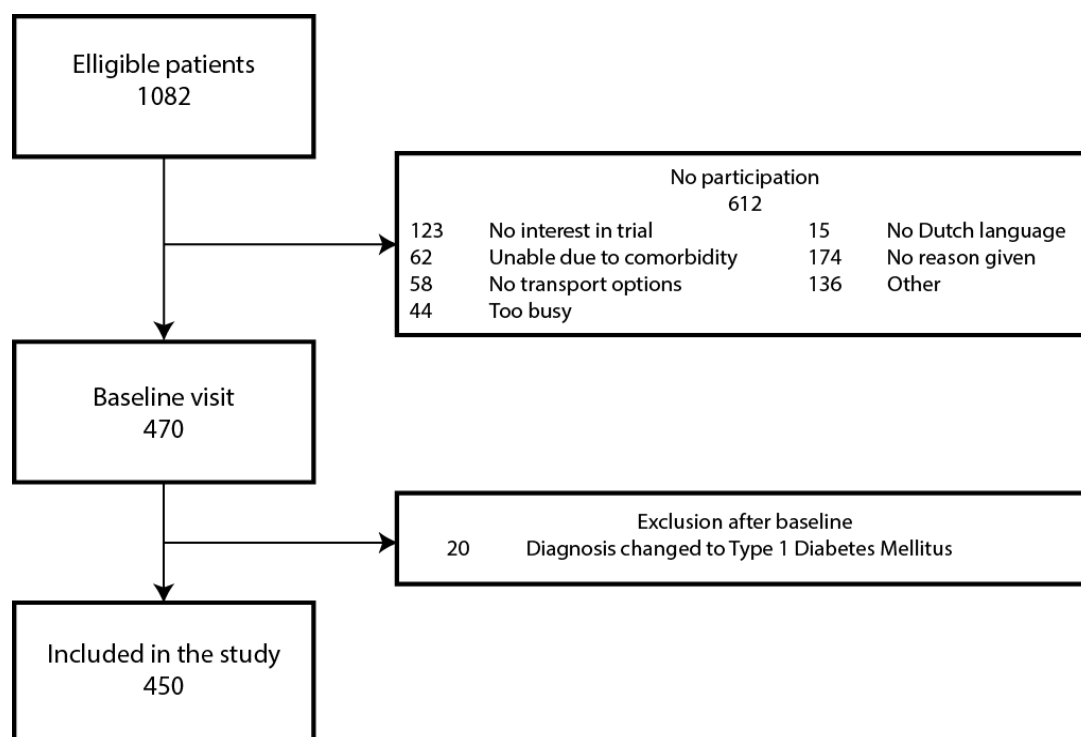 Elligible patients
1082
No participation
612
123 No interest in trial 15 No Dutch language
62 Unable due to comorbidity 174 No reason given
58 No transport options 136 Other
44 Too busy
Baseline visit
470
Exclusion after baseline
20 Diagnosis changed to Type 1 Diabetes Mellitus
Included in the study
450